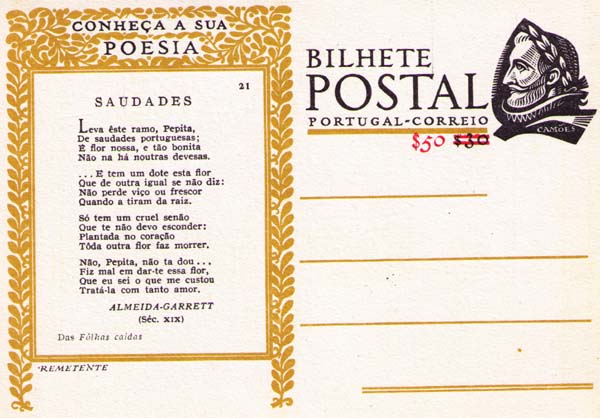 CONHEÇA A SUA
POESIA
21
SAUDADES
Leva êste ramo, Pepita,
De saudades portuguesas;
É flor nossa, e tão bonita
Não na há noutras devesas.
...E tem um dote esta flor
Que de outra igual se não diz:
Não perde viço ou frescor
Quando a tiram da raiz.
Só tem um cruel senão
Que te não devo esconder:
Plantada no coração
Tôda outra flor faz morrer.
Não, Pepita, não ta dou...
Fiz mal em dar-te essa flor,
Que eu sei o que me custou
Tratá-la com tanto amor.
ALMEIDA-GARRETT
(Séc. XIX)
Das Fôlhas caídas
REMETENTE
BILHETE
POSTAL
PORTUGAL-CORREIO
$50 $30
CAMÕES